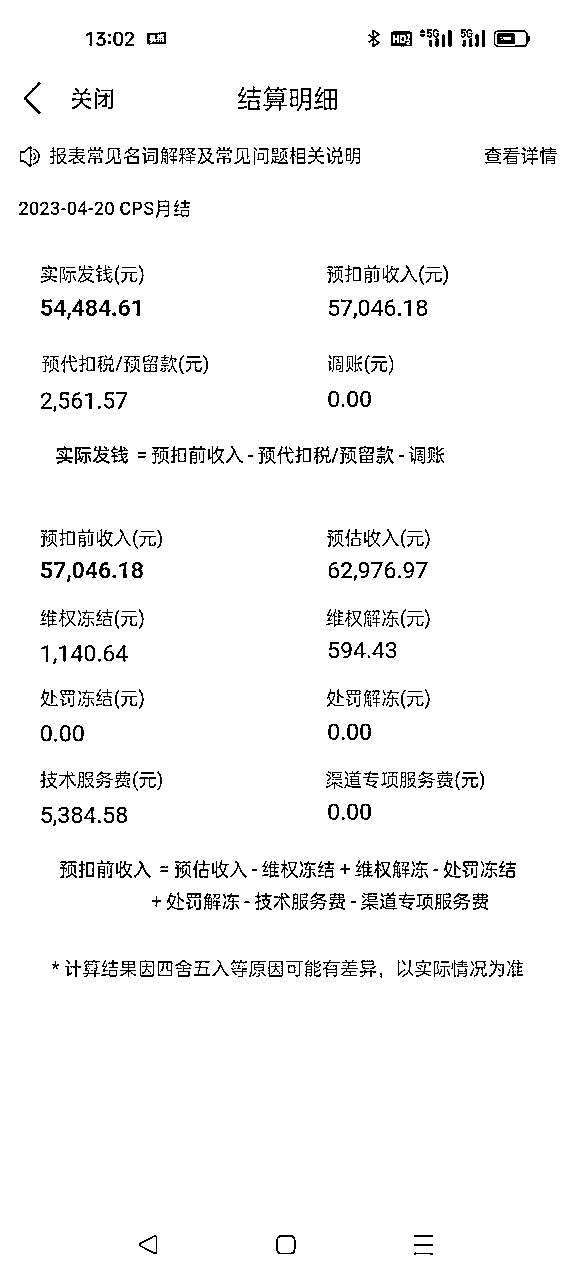 13:02
关闭 结算明细
报表常见名词解释及常见问题相关说明 查看详情
2023-04-20 CPS月结
实际发钱(元) 预扣前收入(元)
54,484.61 57,046.18
预代扣税/预留款(元) 调账(元)
2,561.57 0.00
实际发钱 = 预扣前收入 - 预代扣税/预留款 - 调账
预扣前收入(元) 预估收入(元)
57,046.18 62,976.97
维权冻结(元) 维权解冻(元)
1,140.64 594.43
处罚冻结(元) 处罚解冻(元)
0.00 0.00
技术服务费(元) 渠道专项服务费(元)
5,384.58 0.00
预扣前收入 = 预估收入 - 维权冻结 + 维权解冻 - 处罚冻结
+ 处罚解冻 - 技术服务费 - 渠道专项服务费
* 计算结果因四舍五入等原因可能有差异，以实际情况为准